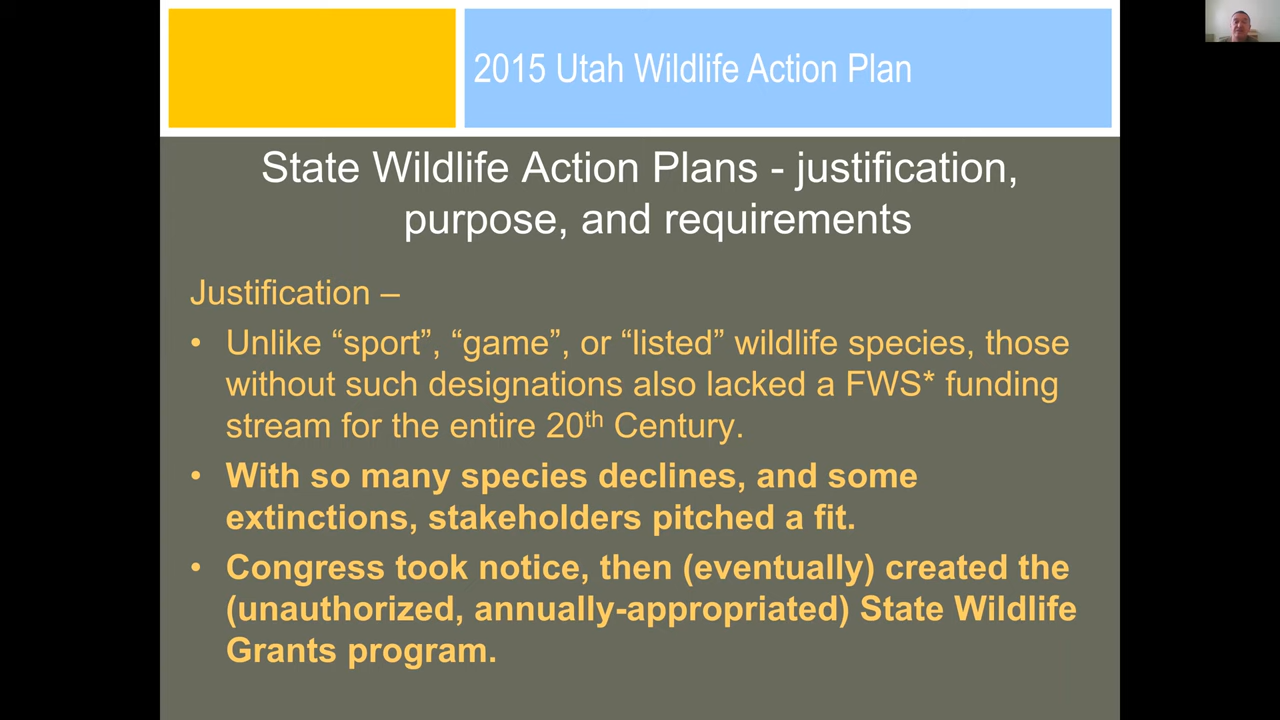 2015 Utah Wildlife Action Plan
State Wildlife Action Plans - justification,
purpose, and requirements
Justification –
• Unlike “sport”, “game”, or “listed” wildlife species, those
without such designations also lacked a FWS* funding
stream for the entire 20th Century.
• With so many species declines, and some
extinctions, stakeholders pitched a fit.
• Congress took notice, then (eventually) created the
(unauthorized, annually-appropriated) State Wildlife
Grants program.